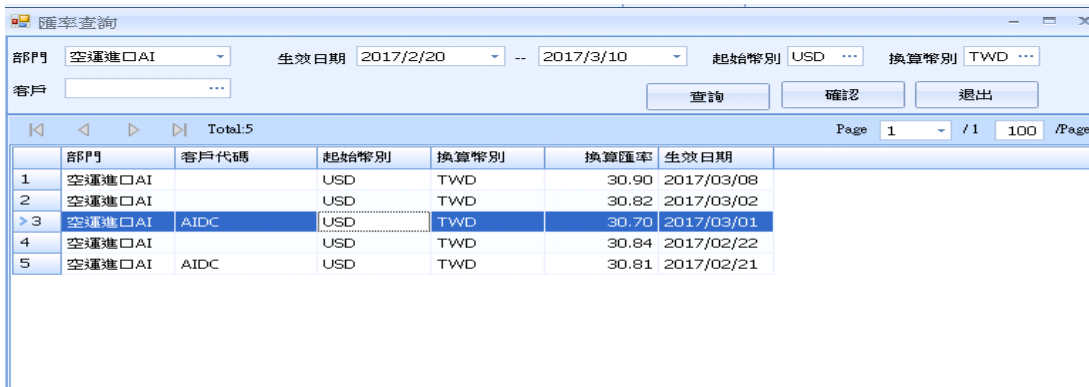 匯率查詢
部門 空運進口AI 生效日期 2017/2/20 -- 2017/3/10 起始幣別 USD ... 換算幣別 TWD ...
客戶 ... 查詢 確認 退出
Total:5 Page 1 / 1 100 /Page
部門 客戶代碼 起始幣別 換算幣別 換算匯率 生效日期
1 空運進口AI USD TWD 30.90 2017/03/08
2 空運進口AI USD TWD 30.82 2017/03/02
>3 空運進口AI AIDC USD TWD 30.70 2017/03/01
4 空運進口AI USD TWD 30.84 2017/02/22
5 空運進口AI AIDC USD TWD 30.81 2017/02/21